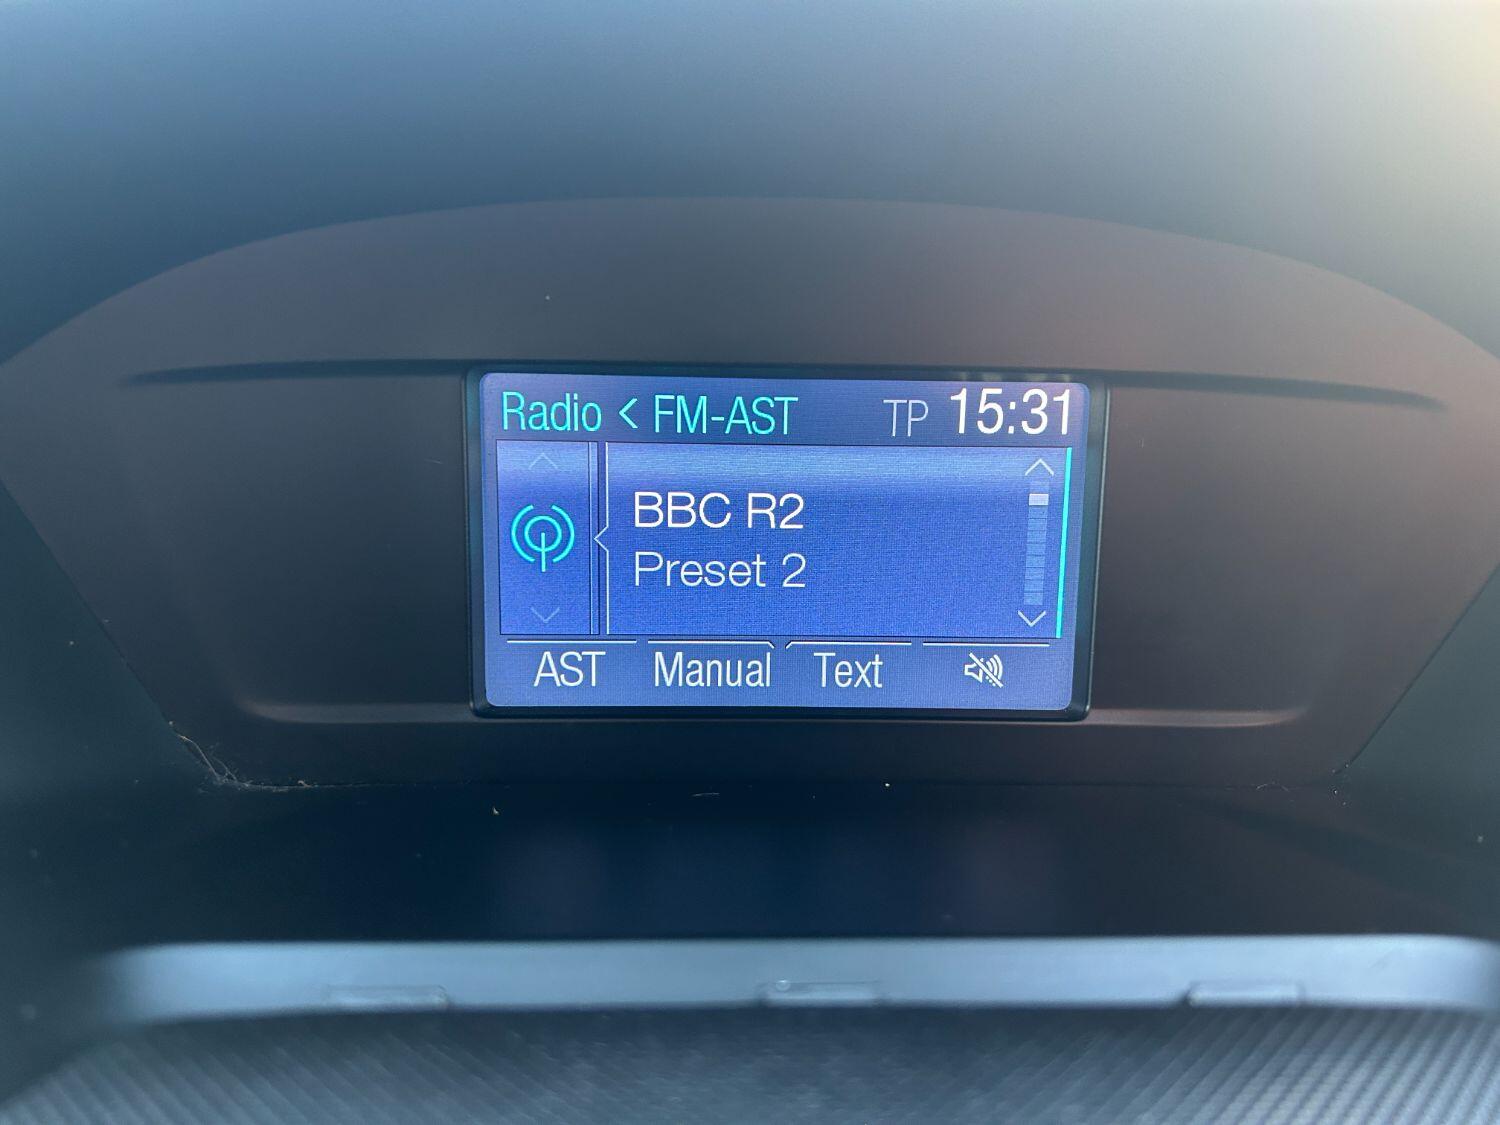 Radio < FM-AST TP 15:31
BBC R2
Preset 2
AST Manual Text